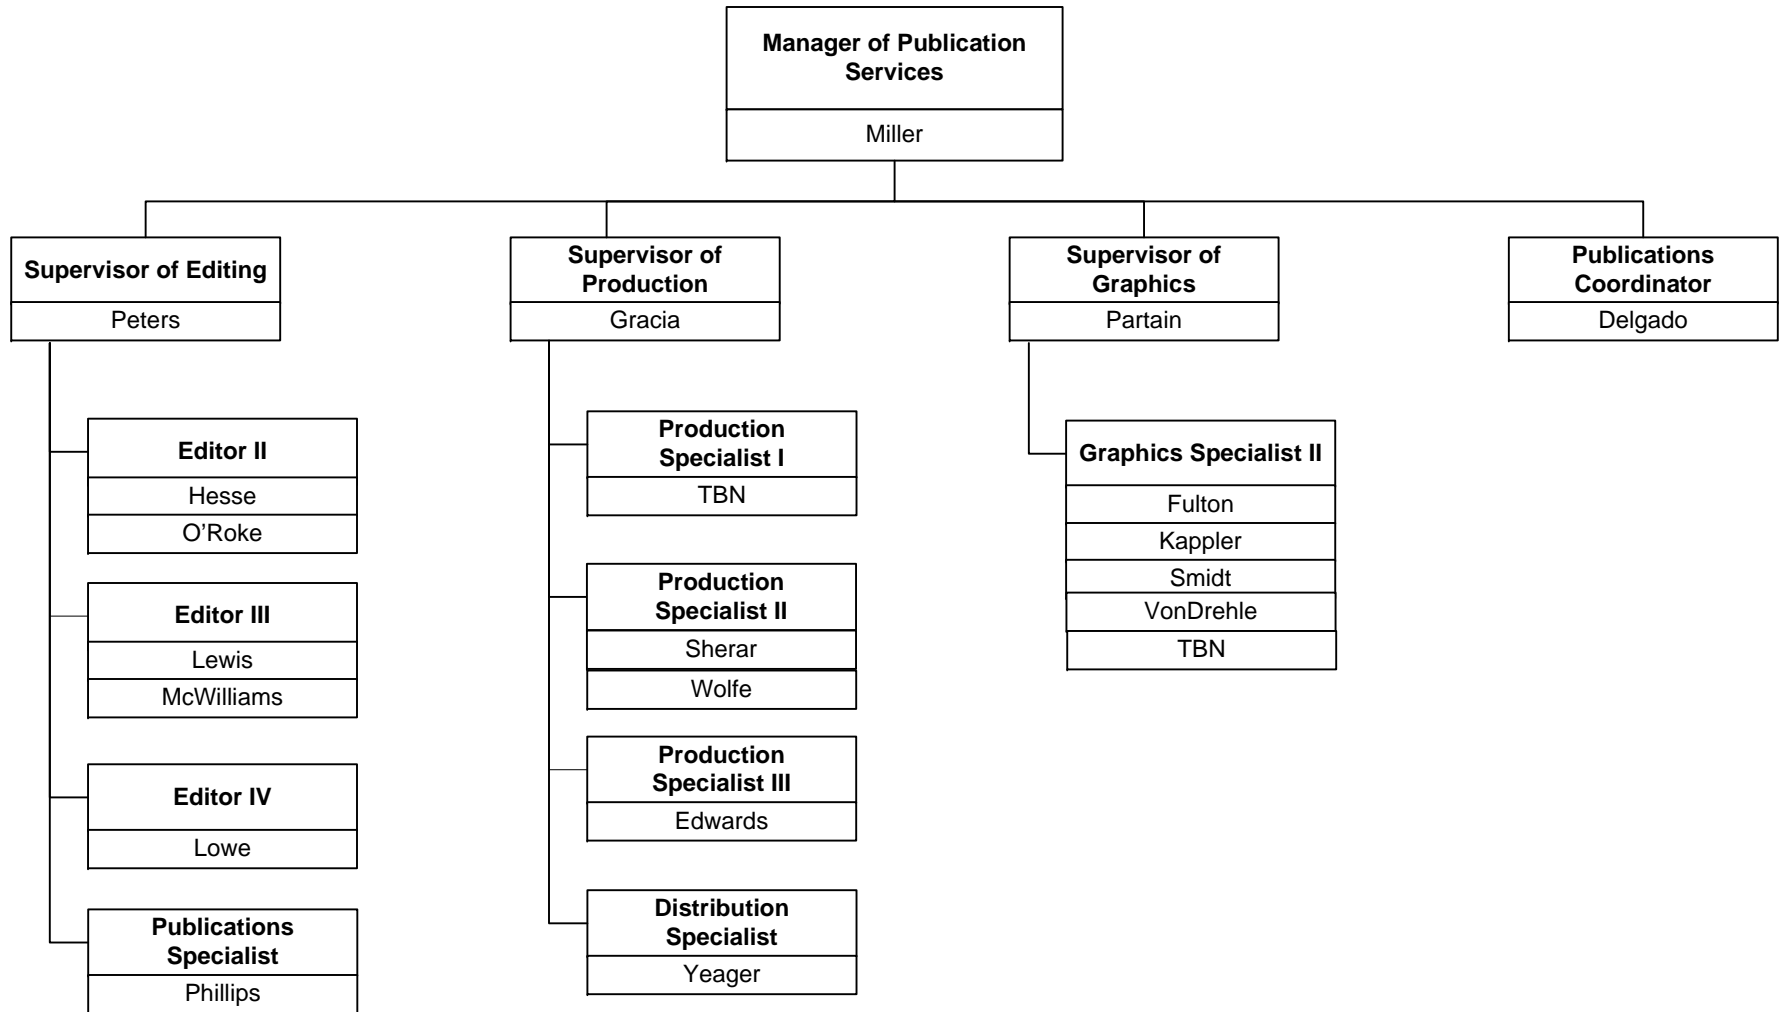 Manager of Publication
Services
Miller
Supervisor of Editing
Peters
Editor II
Hesse
O’Roke
Editor III
Lewis
McWilliams
Editor IV
Lowe
Publications
Specialist
Phillips
Supervisor of
Production
Gracia
Production
Specialist I
TBN
Production
Specialist II
Sherar
Wolfe
Production
Specialist III
Edwards
Distribution
Specialist
Yeager
Supervisor of
Graphics
Partain
Graphics Specialist II
Fulton
Kappler
Smidt
VonDrehle
TBN
Publications
Coordinator
Delgado